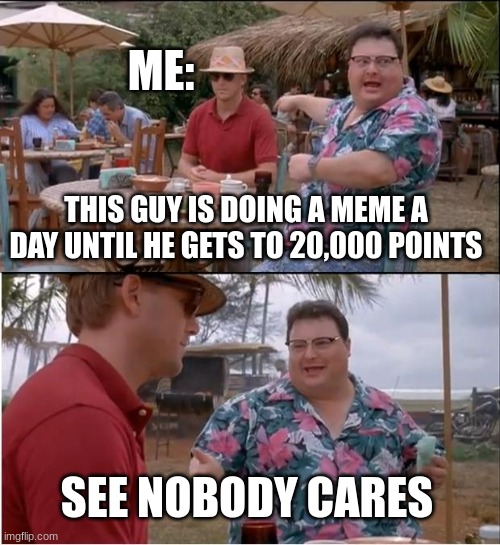 ME:
THIS GUY IS DOING A MEME A
DAY UNTIL HE GETS TO 20,000 POINTS
SEE NOBODY CARES
imgflip.com